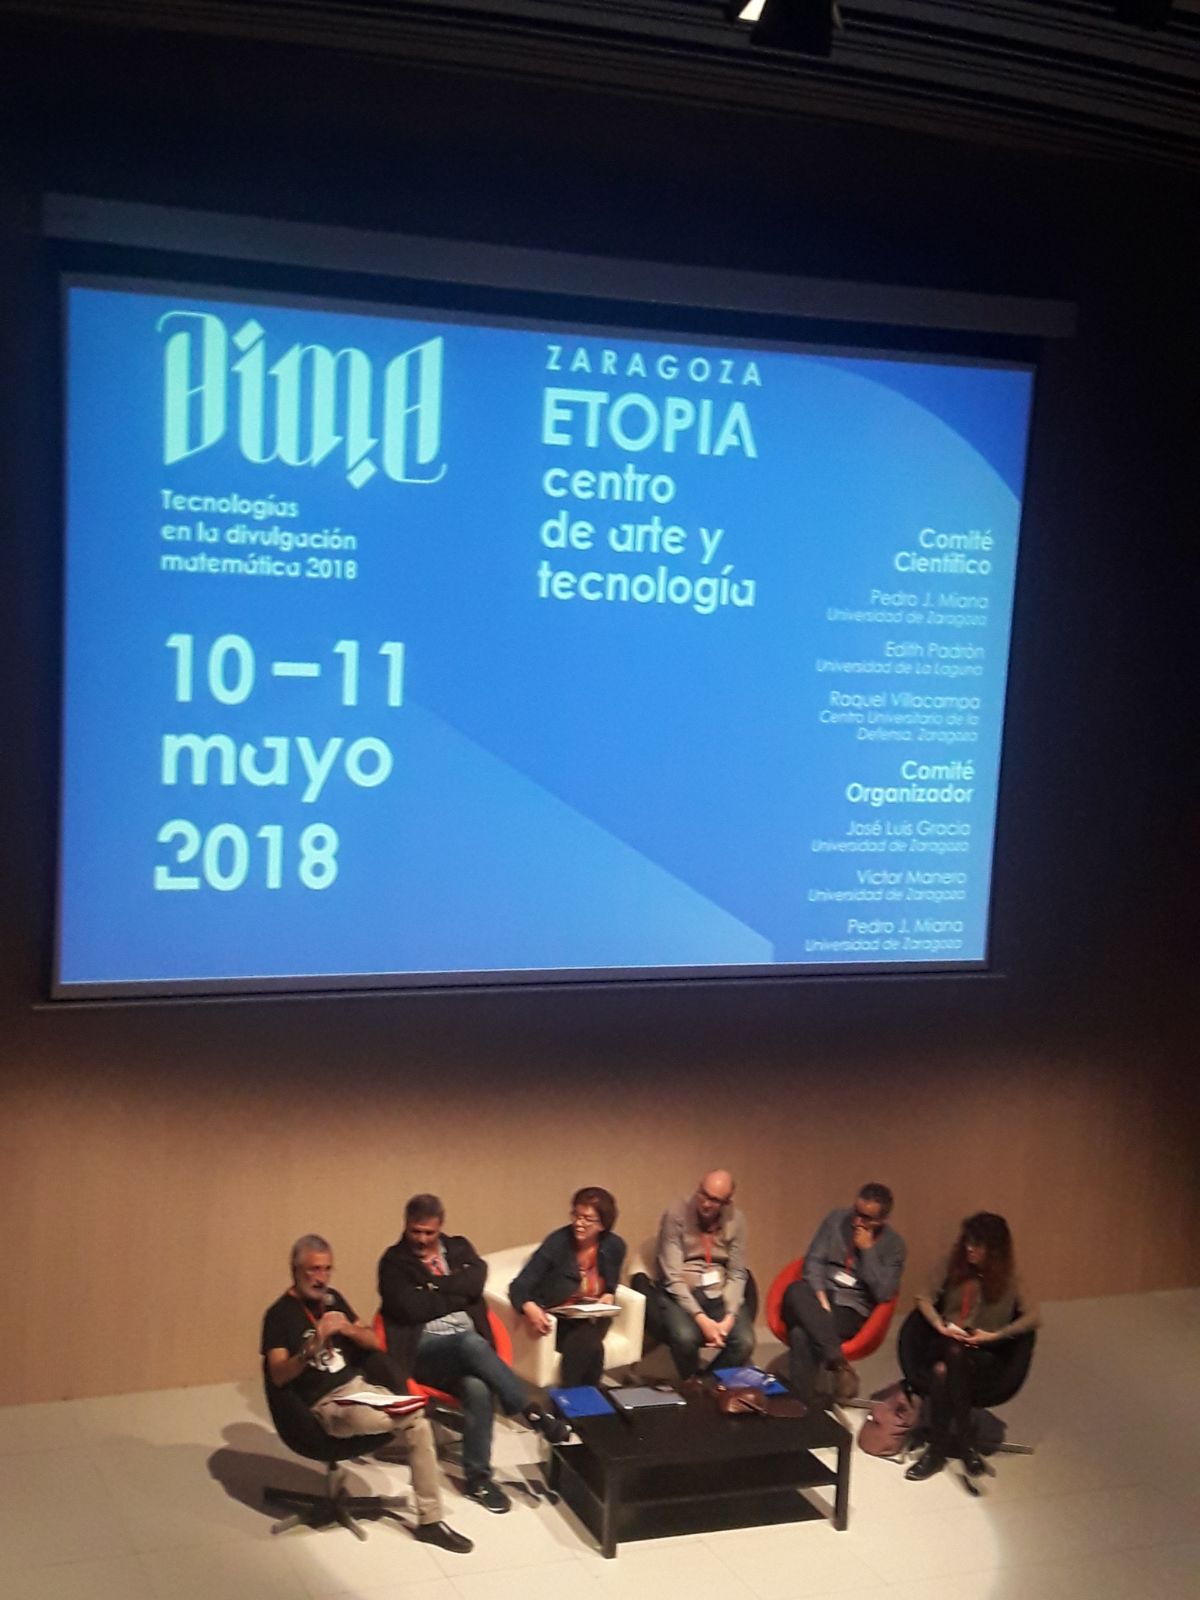 Dima
Tecnologías
en la divulgación
matemática 2018
10-11
mayo
2018
ZARAGOZA
ETOPIA
centro
de arte y
tecnología
Comité
Científico
Pedro J. Miana
Universidad de Zaragoza
Edith Padrón
Universidad de La Laguna
Raquel Villacampa
Centro Universitario de la
Defensa. Zaragoza
Comité
Organizador
José Luis Gracia
Universidad de Zaragoza
Víctor Manero
Universidad de Zaragoza
Pedro J. Miana
Universidad de Zaragoza